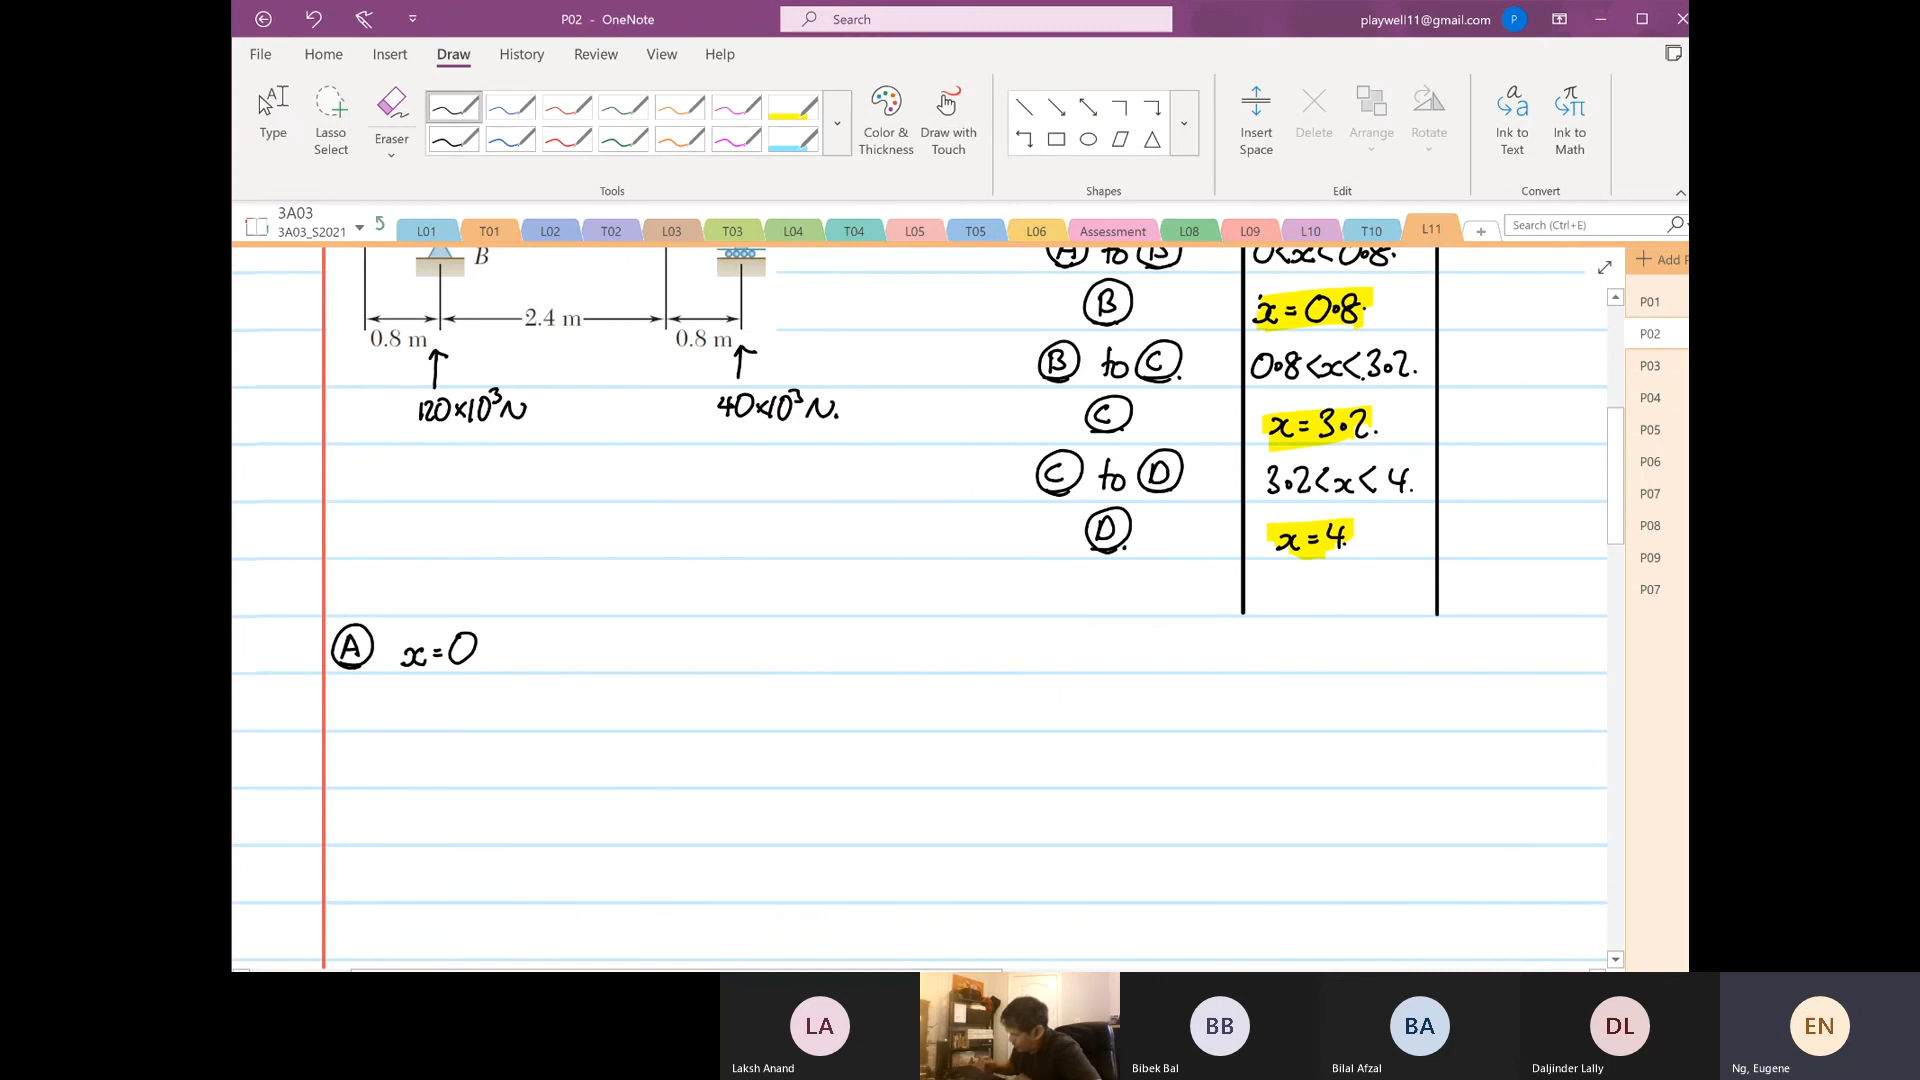 P02 - OneNote
Search
playwell11@gmail.com
P
File Home Insert Draw History Review View Help
Type
Lasso Select
Eraser
Color & Thickness
Draw with Touch
Insert Space
Delete
Arrange
Rotate
Ink to Text
Ink to Math
Tools
Shapes
Edit
Convert
3A03
3A03_S2021
L01 T01 L02 T02 L03 T03 L04 T04 L05 T05 L06 Assessment L08 L09 L10 T10 L11 +
Search (Ctrl+E)
Add P
P01
P02
P03
P04
P05
P06
P07
P08
P09
P07
B
0.8 m
2.4 m
0.8 m
120×10³N
40×10³N.
A to B 0<x<0.8.
B x=0.8.
B to C. 0.8<x<3.2.
C x=3.2.
C to D 3.2<x<4.
D. x=4.
A x=0
LA
Laksh Anand
BB
Bibek Bal
BA
Bilal Afzal
DL
Daljinder Lally
EN
Ng, Eugene